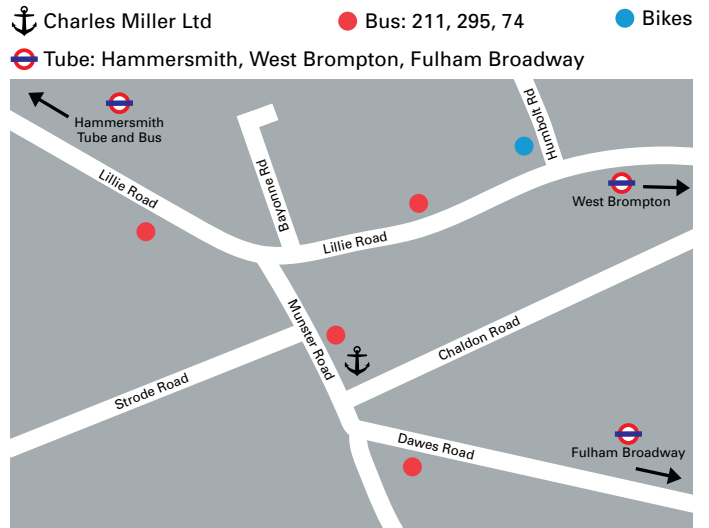 Charles Miller Ltd
Bus: 211, 295, 74
Bikes
Tube: Hammersmith, West Brompton, Fulham Broadway
Hammersmith
Tube and Bus
Humbolt Rd
Lillie Road
Bayonne Rd
West Brompton
Lillie Road
Munster Road
Chaldon Road
Strode Road
Dawes Road
Fulham Broadway